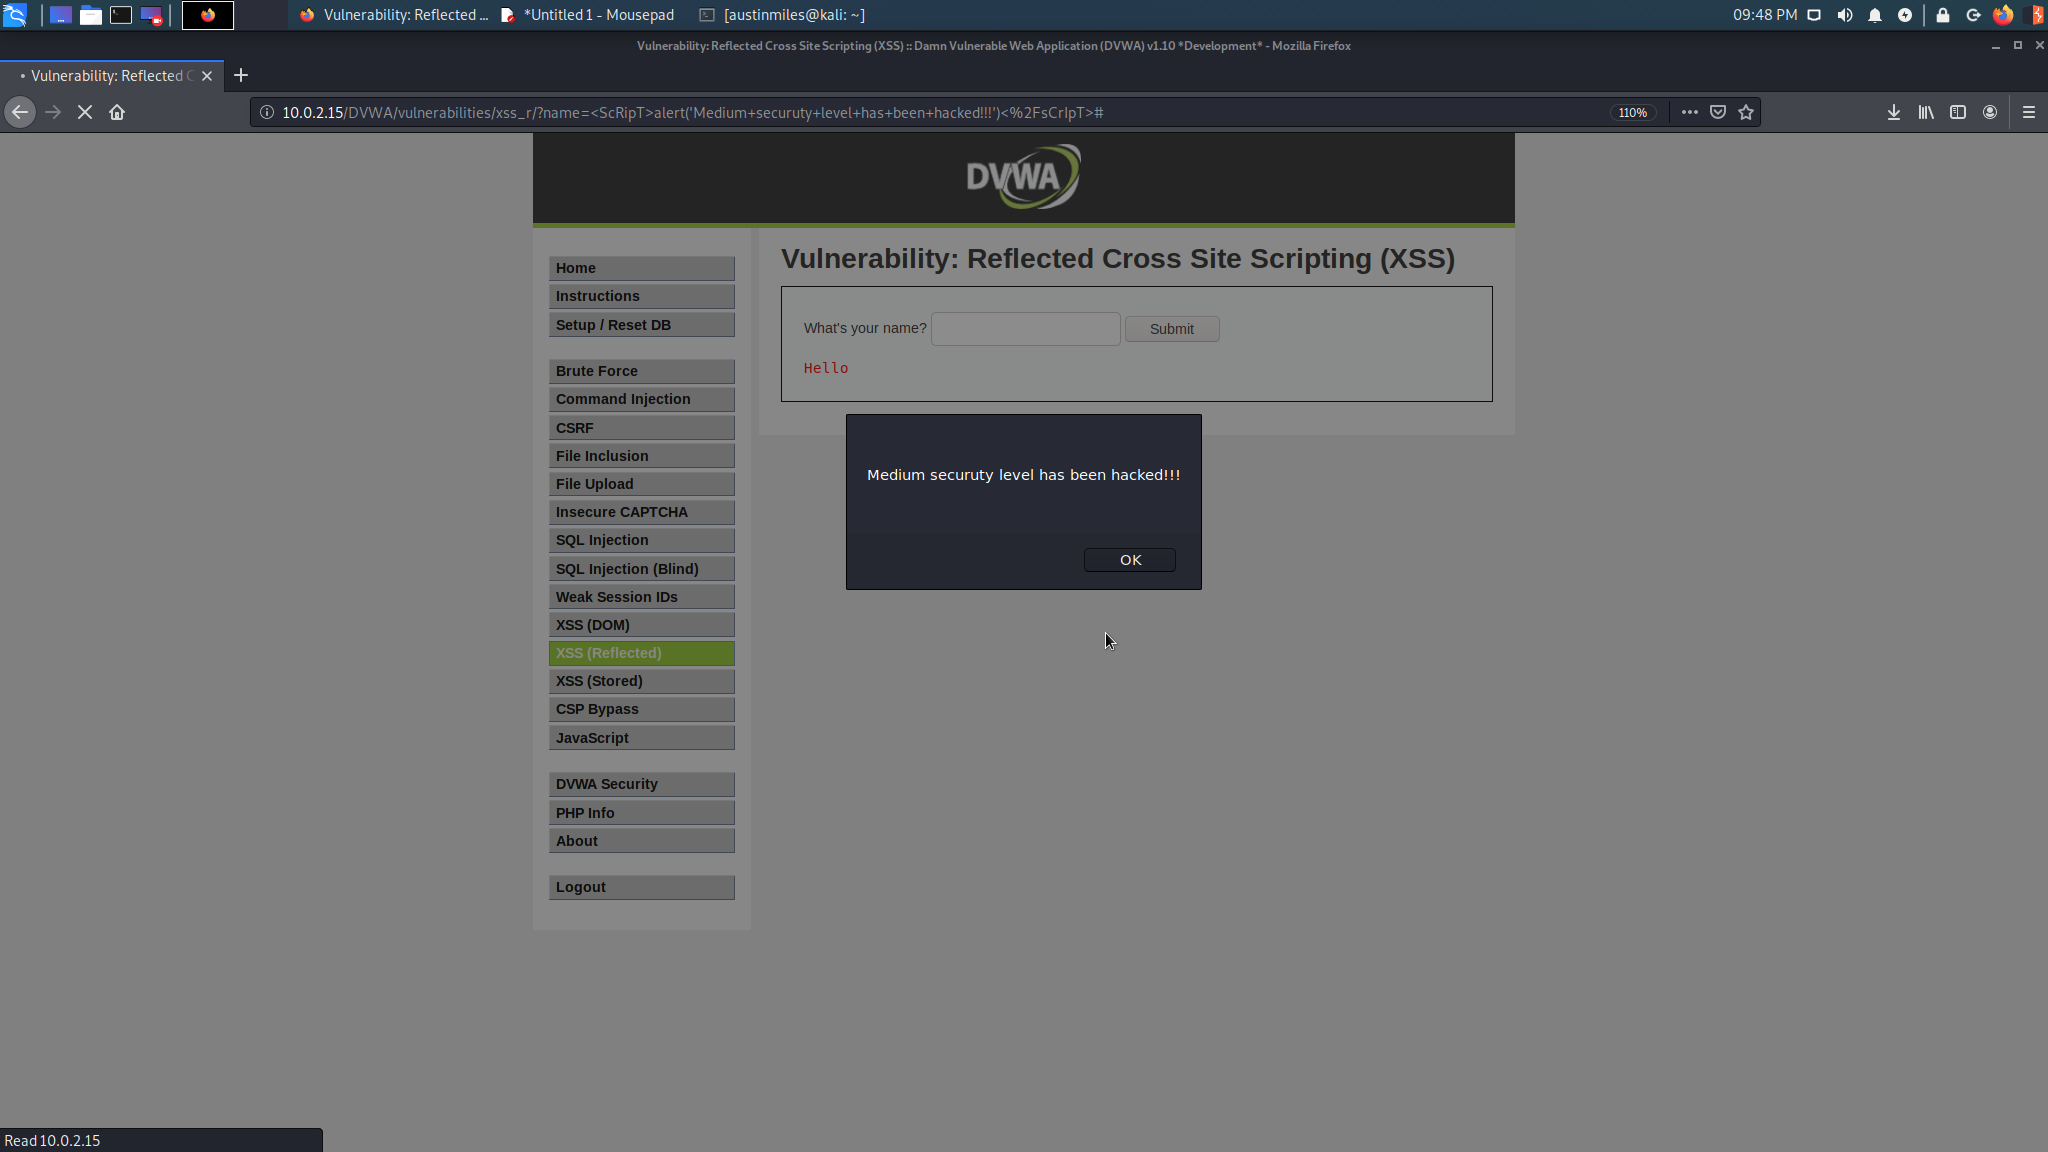 Vulnerability: Reflected ...
*Untitled 1 - Mousepad
[austinmiles@kali: ~]
09:48 PM
Vulnerability: Reflected Cross Site Scripting (XSS) :: Damn Vulnerable Web Application (DVWA) v1.10 *Development* - Mozilla Firefox
• Vulnerability: Reflected C
10.0.2.15/DVWA/vulnerabilities/xss_r/?name=<ScRipT>alert('Medium+securuty+level+has+been+hacked!!!')<%2FsCrIpT>#
110%
DVWA
Vulnerability: Reflected Cross Site Scripting (XSS)
Home
Instructions
Setup / Reset DB
What's your name?
Submit
Hello
Brute Force
Command Injection
CSRF
File Inclusion
File Upload
Insecure CAPTCHA
SQL Injection
SQL Injection (Blind)
Weak Session IDs
XSS (DOM)
XSS (Reflected)
XSS (Stored)
CSP Bypass
JavaScript
Medium securuty level has been hacked!!!
OK
DVWA Security
PHP Info
About
Logout
Read 10.0.2.15